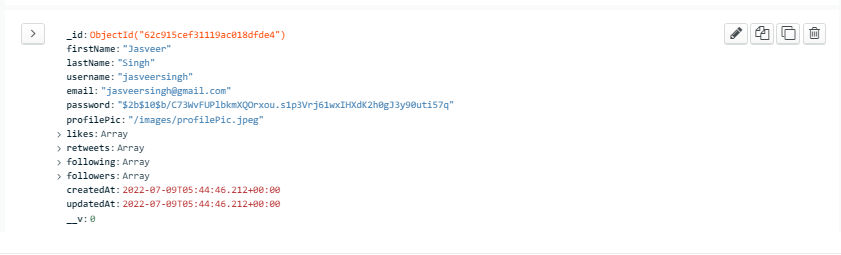 _id: ObjectId("62c915cef31119ac018dfde4")
firstName: "Jasveer"
lastName: "Singh"
username: "jasveersingh"
email: "jasveersingh@gmail.com"
password: "$2b$10$b/C73WvFUPlbkmXQOrxou.s1p3Vrj61wxIHXdK2h0gJ3y90uti57q"
profilePic: "/images/profilePic.jpeg"
likes: Array
retweets: Array
following: Array
followers: Array
createdAt: 2022-07-09T05:44:46.212+00:00
updatedAt: 2022-07-09T05:44:46.212+00:00
__v: 0